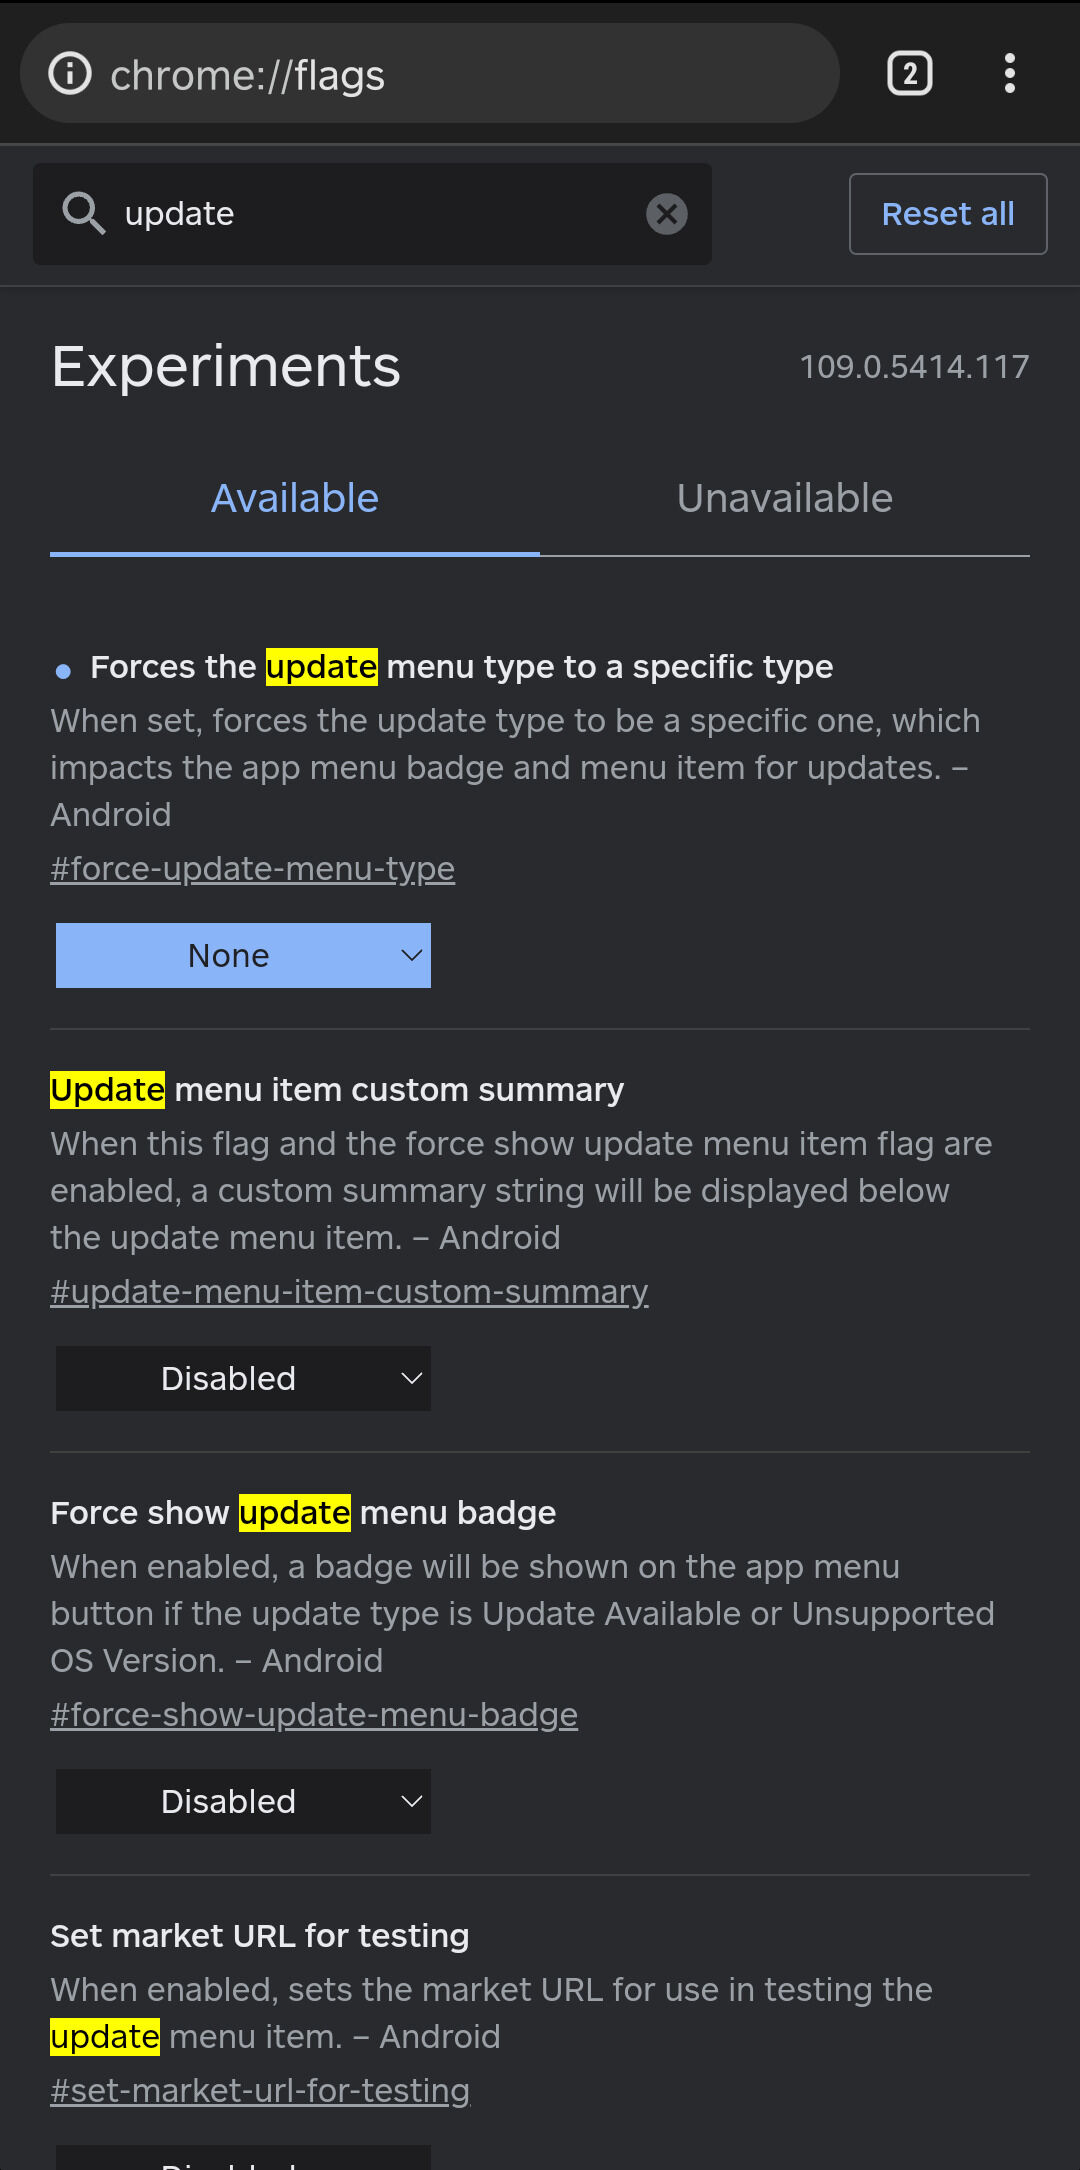 chrome://flags
2
update
Reset all
Experiments
109.0.5414.117
Available
Unavailable
Forces the update menu type to a specific type
When set, forces the update type to be a specific one, which
impacts the app menu badge and menu item for updates. –
Android
#force-update-menu-type
None
Update menu item custom summary
When this flag and the force show update menu item flag are
enabled, a custom summary string will be displayed below
the update menu item. – Android
#update-menu-item-custom-summary
Disabled
Force show update menu badge
When enabled, a badge will be shown on the app menu
button if the update type is Update Available or Unsupported
OS Version. – Android
#force-show-update-menu-badge
Disabled
Set market URL for testing
When enabled, sets the market URL for use in testing the
update menu item. – Android
#set-market-url-for-testing